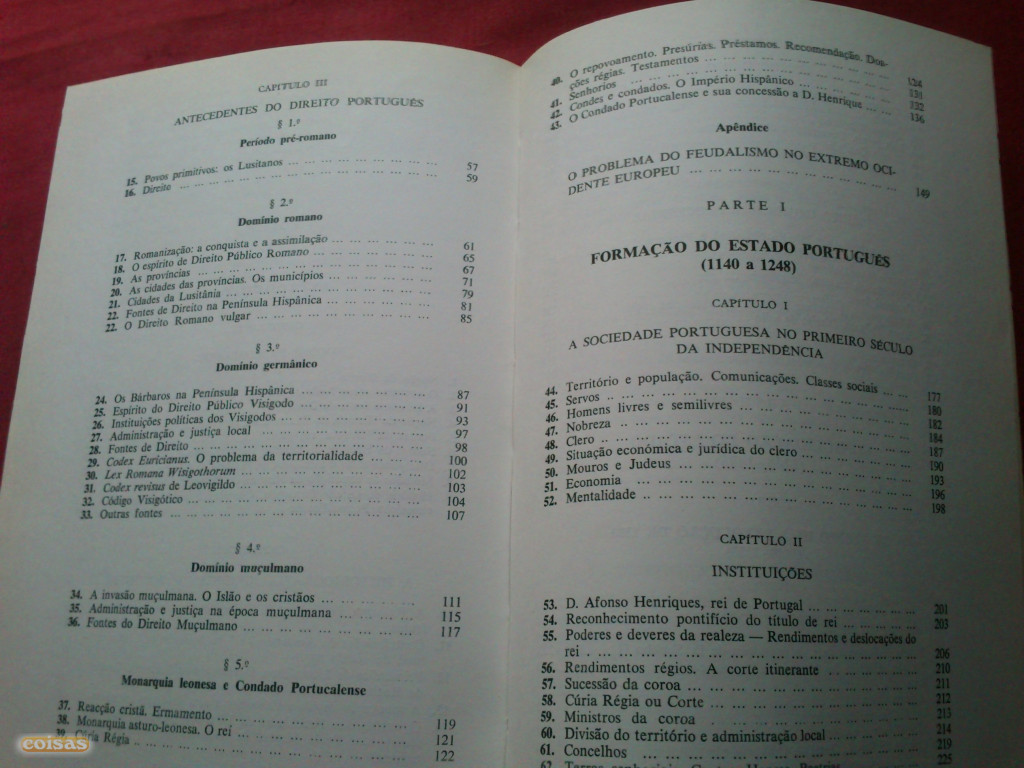 CAPITULO III
ANTECEDENTES DO DIREITO PORTUGUÊS
§ 1.º
Período pré-romano
15. Povos primitivos: os Lusitanos ... 57
16. Direito ... 59
§ 2.º
Domínio romano
17. Romanização: a conquista e a assimilação ... 61
18. O espírito de Direito Público Romano ... 65
19. As províncias ... 67
20. As cidades das províncias. Os municípios ... 71
21. Cidades da Lusitânia ... 79
22. Fontes de Direito na Península Hispânica ... 81
22. O Direito Romano vulgar ... 85
§ 3.º
Domínio germânico
24. Os Bárbaros na Península Hispânica ... 87
25. Espírito do Direito Público Visigodo ... 91
26. Instituições políticas dos Visigodos ... 93
27. Administração e justiça local ... 97
28. Fontes de Direito ... 98
29. Codex Euricianus. O problema da territorialidade ... 100
30. Lex Romana Wisigothorum ... 102
31. Codex revisus de Leovigildo ... 103
32. Código Visigótico ... 104
33. Outras fontes ... 107
§ 4.º
Domínio muçulmano
34. A invasão muçulmana. O Islão e os cristãos ... 111
35. Administração e justiça na época muçulmana ... 115
36. Fontes do Direito Muçulmano ... 117
§ 5.º
Monarquia leonesa e Condado Portucalense
37. Reacção cristã. Ermamento ... 119
38. Monarquia asturo-leonesa. O rei ... 121
39. Cúria Régia ... 122
40. O repovoamento. Presúrias. Préstamos. Recomendação. Doa-
ções régias. Testamentos ... 124
41. Senhorios ... 131
42. Condes e condados. O Império Hispânico ... 132
43. O Condado Portucalense e sua concessão a D. Henrique ... 136
Apêndice
O PROBLEMA DO FEUDALISMO NO EXTREMO OCI-
DENTE EUROPEU ... 149
PARTE I
FORMAÇÃO DO ESTADO PORTUGUÊS
(1140 a 1248)
CAPÍTULO I
A SOCIEDADE PORTUGUESA NO PRIMEIRO SÉCULO
DA INDEPENDÊNCIA
44. Território e população. Comunicações. Classes sociais ... 177
45. Servos ... 180
46. Homens livres e semilivres ... 182
47. Nobreza ... 184
48. Clero ... 187
49. Situação económica e jurídica do clero ... 190
50. Mouros e Judeus ... 193
51. Economia ... 196
52. Mentalidade ... 198
CAPÍTULO II
INSTITUIÇÕES
53. D. Afonso Henriques, rei de Portugal ... 201
54. Reconhecimento pontifício do título de rei ... 203
55. Poderes e deveres da realeza — Rendimentos e deslocações do
rei ... 206
56. Rendimentos régios. A corte itinerante ... 210
57. Sucessão da coroa ... 211
58. Cúria Régia ou Corte ... 212
59. Ministros da coroa ... 213
60. Divisão do território e administração local ... 214
61. Concelhos ... 219
62. 225
coisas